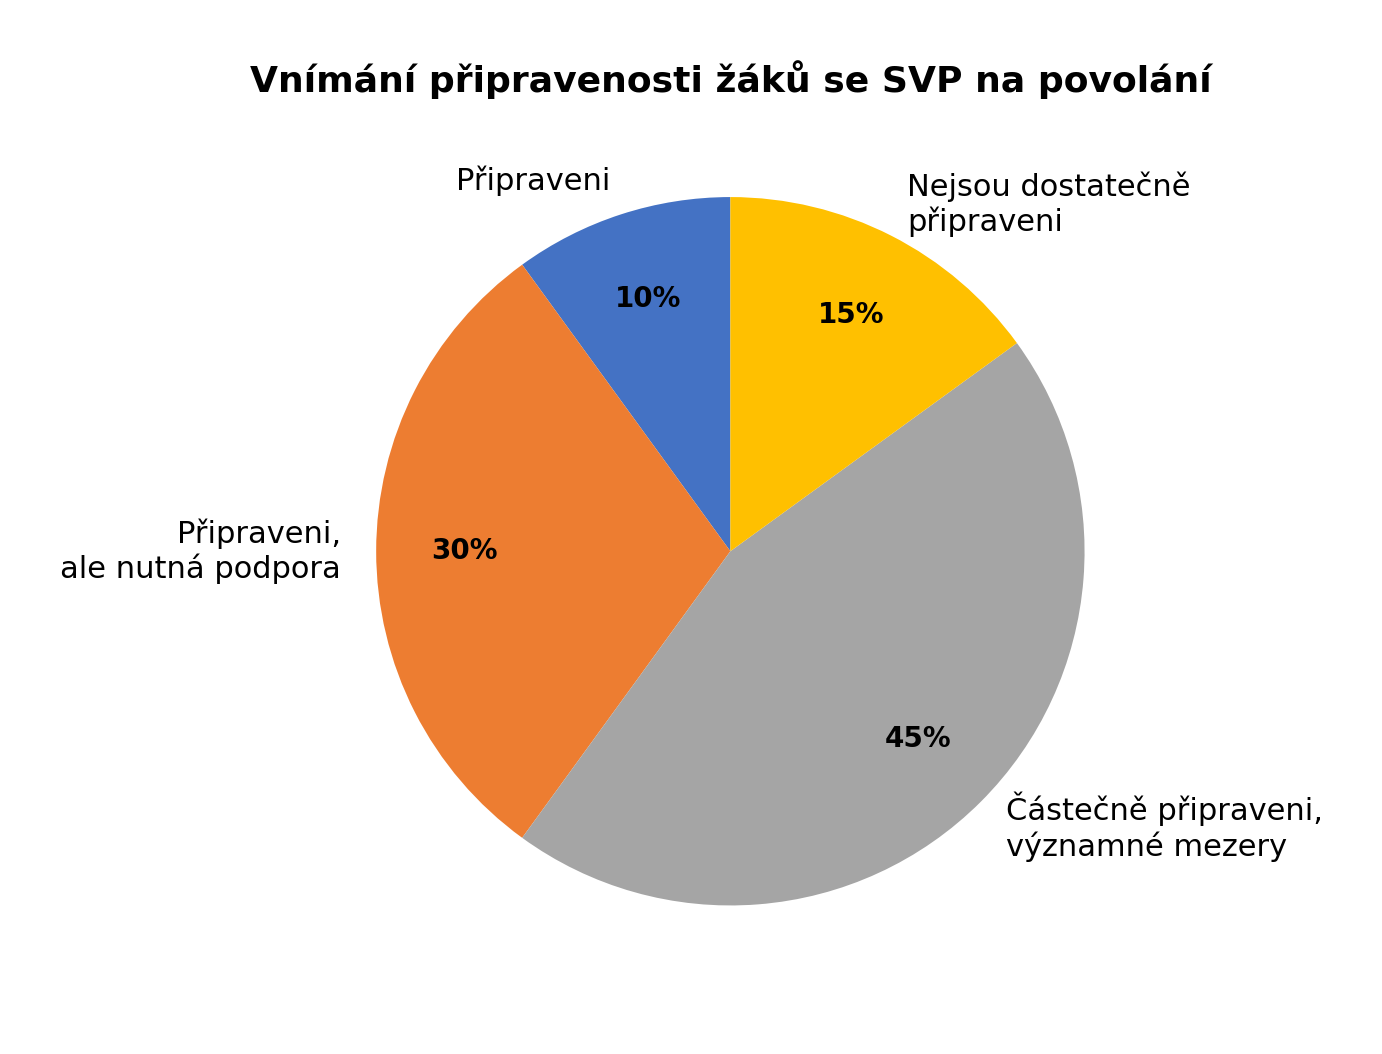 Vnímání připravenosti žáků se SVP na povolání
Připraveni
Nejsou dostatečně
připraveni
10%
15%
Připraveni,
ale nutná podpora
30%
45%
Částečně připraveni,
významné mezery